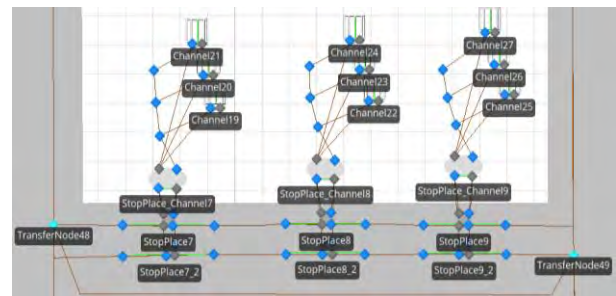 Channel21
Channel24
Channel27
Channel20
Channel23
Channel26
Channel19
Channel22
Channel25
StopPlace_Channel7
StopPlace_Channel8
StopPlace_Channel9
TransferNode48
StopPlace7
StopPlace8
StopPlace9
StopPlace7_2
StopPlace8_2
StopPlace9_2
TransferNode49